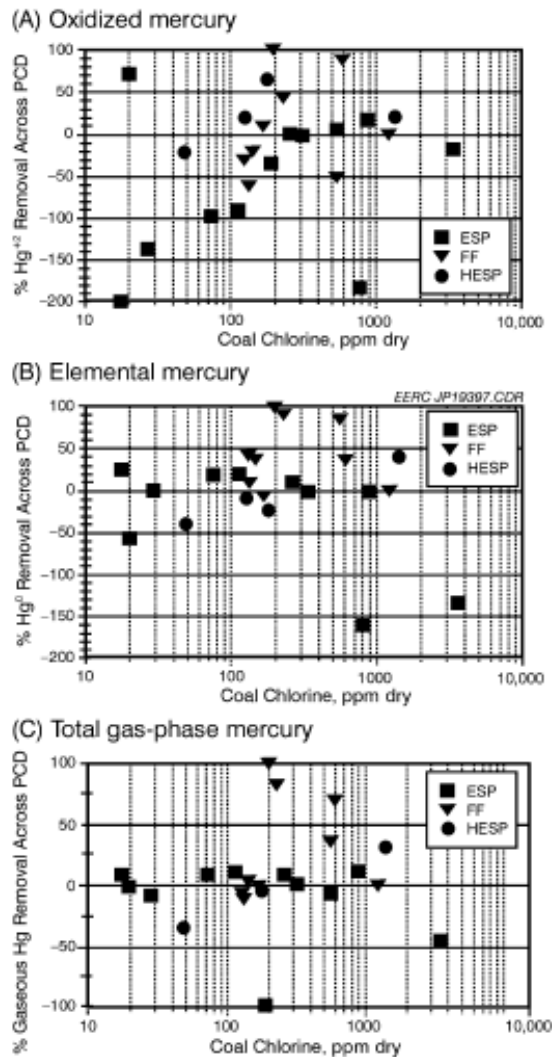 (A) Oxidized mercury
% Hg+2 Removal Across PCD
100
50
0
−50
−100
−150
−200
ESP
FF
HESP
10
100
1000
10,000
Coal Chlorine, ppm dry
(B) Elemental mercury
EERC JP19397.CDR
% Hg0 Removal Across PCD
100
50
0
−50
−100
−150
−200
ESP
FF
HESP
10
100
1000
10,000
Coal Chlorine, ppm dry
(C) Total gas-phase mercury
% Gaseous Hg Removal Across PCD
100
50
0
−50
−100
ESP
FF
HESP
10
100
1000
10,000
Coal Chlorine, ppm dry